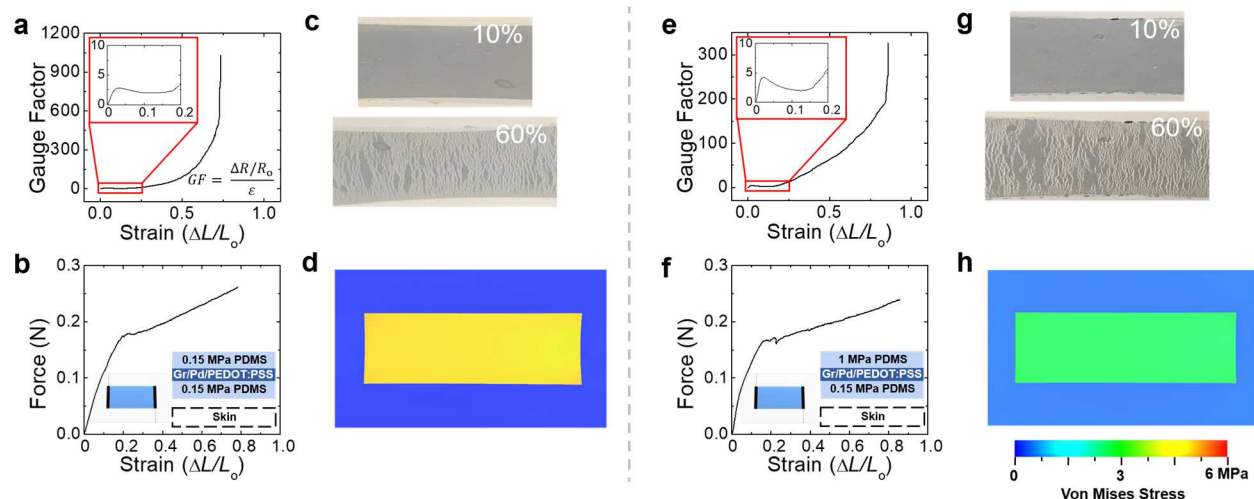 a
1200
900
600
300
0
Gauge Factor
10
5
0
0 0.1 0.2
GF = ΔR/Ro / ε
0.0 0.5 1.0
Strain (ΔL/Lo)
c
10%
60%
b
0.3
0.2
0.1
0.0
Force (N)
0.15 MPa PDMS
Gr/Pd/PEDOT:PSS
0.15 MPa PDMS
Skin
0.0 0.2 0.4 0.6 0.8 1.0
Strain (ΔL/Lo)
d
e
300
200
100
0
Gauge Factor
10
5
0
0 0.1 0.2
0.0 0.5 1.0
Strain (ΔL/Lo)
g
10%
60%
f
0.3
0.2
0.1
0.0
Force (N)
1 MPa PDMS
Gr/Pd/PEDOT:PSS
0.15 MPa PDMS
Skin
0.0 0.2 0.4 0.6 0.8 1.0
Strain (ΔL/Lo)
h
0 3 6 MPa
Von Mises Stress